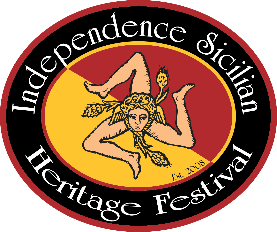 Independence Sicilian
Est. 2008
Heritage Festival